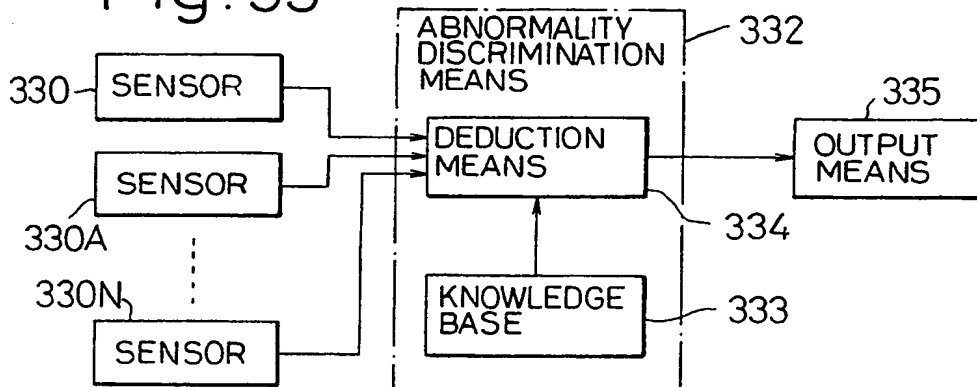 330
SENSOR
SENSOR
330A
330N
SENSOR
ABNORMALITY
DISCRIMINATION
MEANS
332
DEDUCTION
MEANS
334
KNOWLEDGE
BASE
333
335
OUTPUT
MEANS